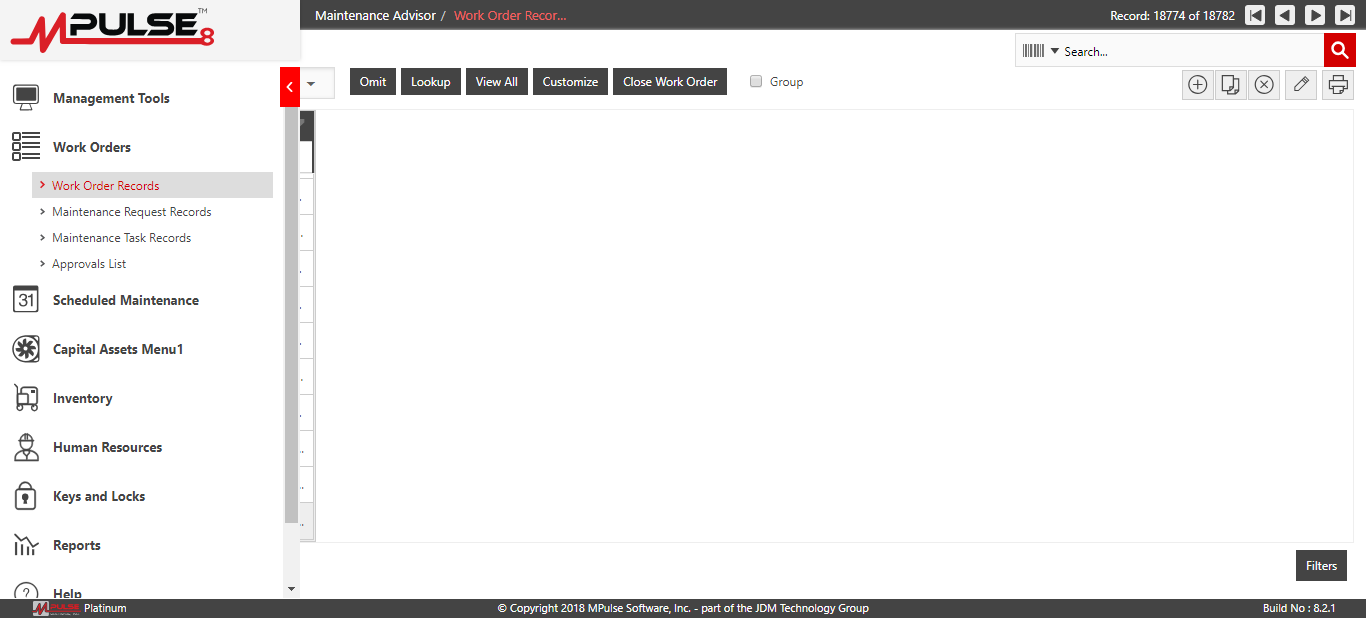 MPULSE 8 ™
Maintenance Advisor / Work Order Recor...
Record: 18774 of 18782
Search...
Omit
Lookup
View All
Customize
Close Work Order
Group
Management Tools
Work Orders
Work Order Records
Maintenance Request Records
Maintenance Task Records
Approvals List
31
Scheduled Maintenance
Capital Assets Menu1
Inventory
Human Resources
Keys and Locks
Reports
Help
Filters
MPULSE
Platinum
© Copyright 2018 MPulse Software, Inc. - part of the JDM Technology Group
Build No : 8.2.1